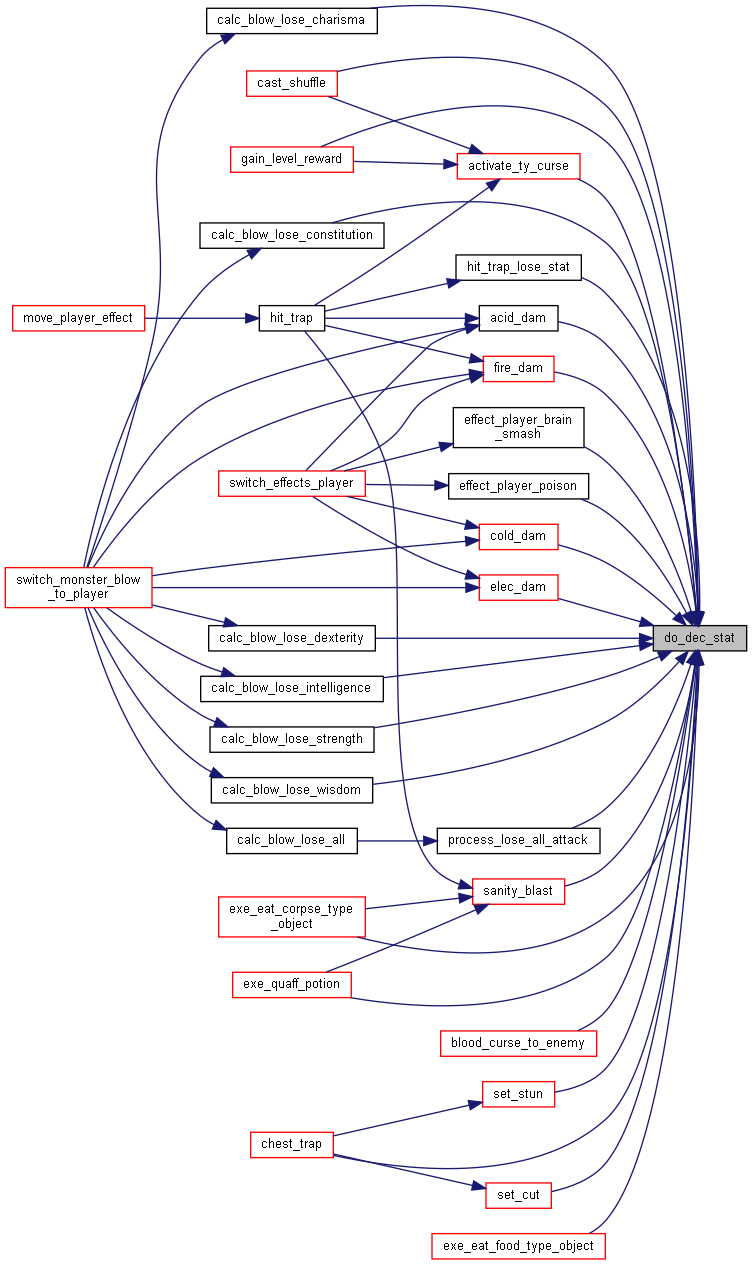 calc_blow_lose_charisma
cast_shuffle
gain_level_reward
activate_ty_curse
calc_blow_lose_constitution
hit_trap_lose_stat
move_player_effect
hit_trap
acid_dam
fire_dam
effect_player_brain
_smash
switch_effects_player
effect_player_poison
cold_dam
switch_monster_blow
_to_player
elec_dam
calc_blow_lose_dexterity
do_dec_stat
calc_blow_lose_intelligence
calc_blow_lose_strength
calc_blow_lose_wisdom
calc_blow_lose_all
process_lose_all_attack
sanity_blast
exe_eat_corpse_type
_object
exe_quaff_potion
blood_curse_to_enemy
set_stun
chest_trap
set_cut
exe_eat_food_type_object